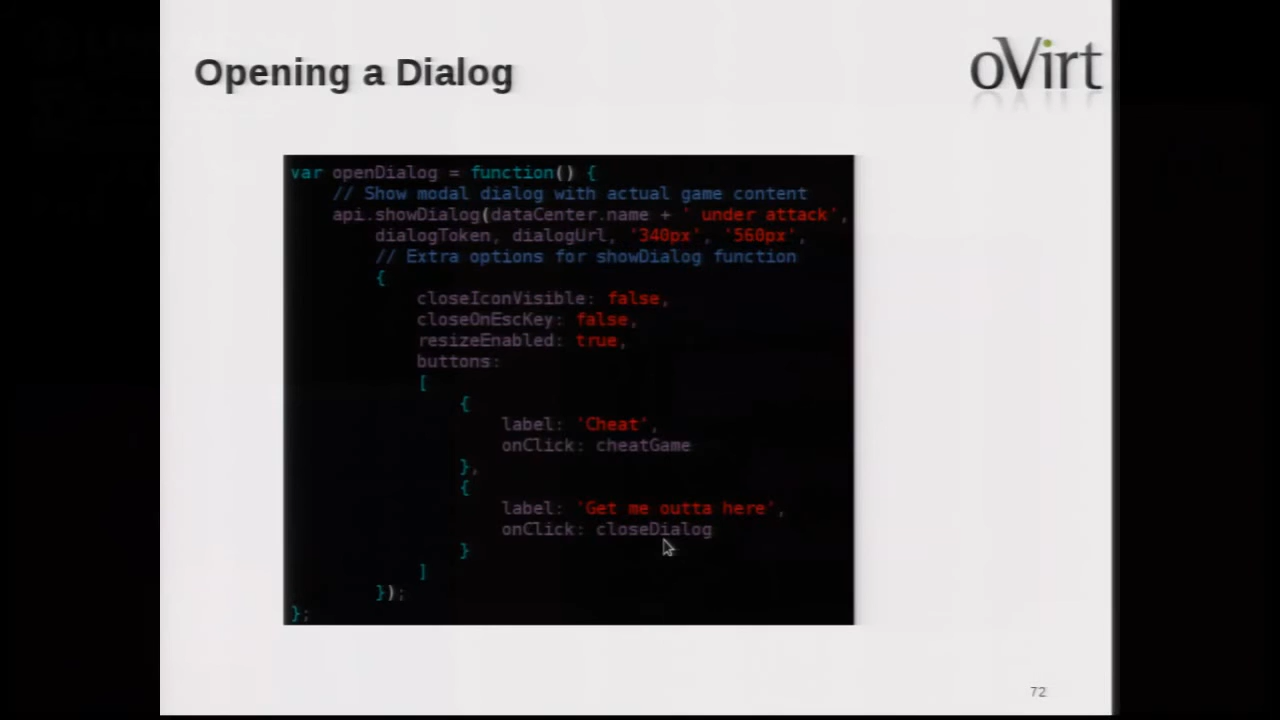 Opening a Dialog
oVirt
var openDialog = function() {
    // Show modal dialog with actual game content
    api.showDialog(dataCenter.name + ' under attack',
        dialogToken, dialogUrl, '340px', '560px',
        // Extra options for showDialog function
        {
            closeIconVisible: false,
            closeOnEscKey: false,
            resizeEnabled: true,
            buttons:
            [
                {
                    label: 'Cheat',
                    onClick: cheatGame
                },
                {
                    label: 'Get me outta here',
                    onClick: closeDialog
                }
            ]
        });
};
72